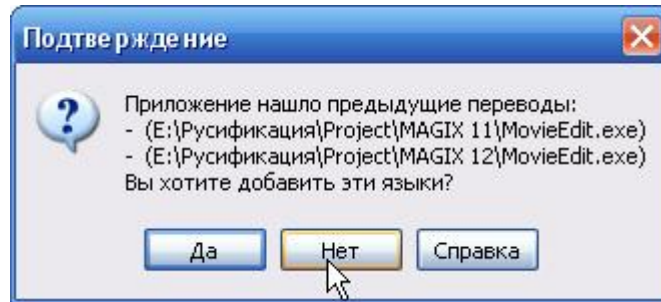 Подтверждение
Приложение нашло предыдущие переводы:
- (E:\Русификация\Project\MAGIX 11\MovieEdit.exe)
- (E:\Русификация\Project\MAGIX 12\MovieEdit.exe)
Вы хотите добавить эти языки?
Да Нет Справка